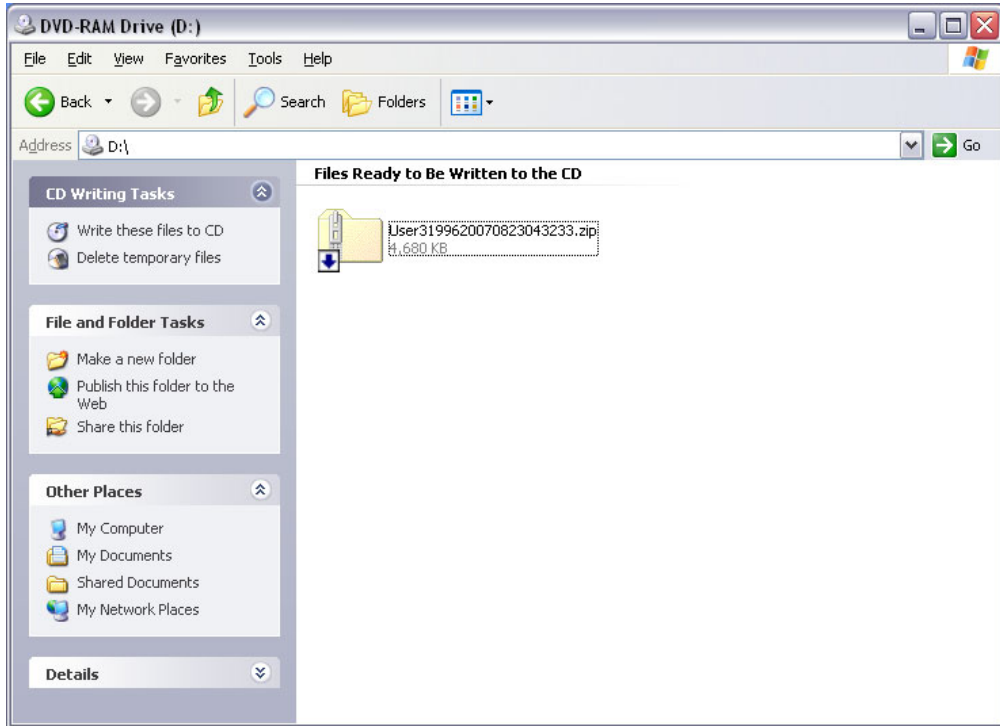 DVD-RAM Drive (D:)
File Edit View Favorites Tools Help
Back Search Folders
Address D:\ Go
CD Writing Tasks
Write these files to CD
Delete temporary files
File and Folder Tasks
Make a new folder
Publish this folder to the
Web
Share this folder
Other Places
My Computer
My Documents
Shared Documents
My Network Places
Details
Files Ready to Be Written to the CD
User3199620070823043233.zip
4,680 KB